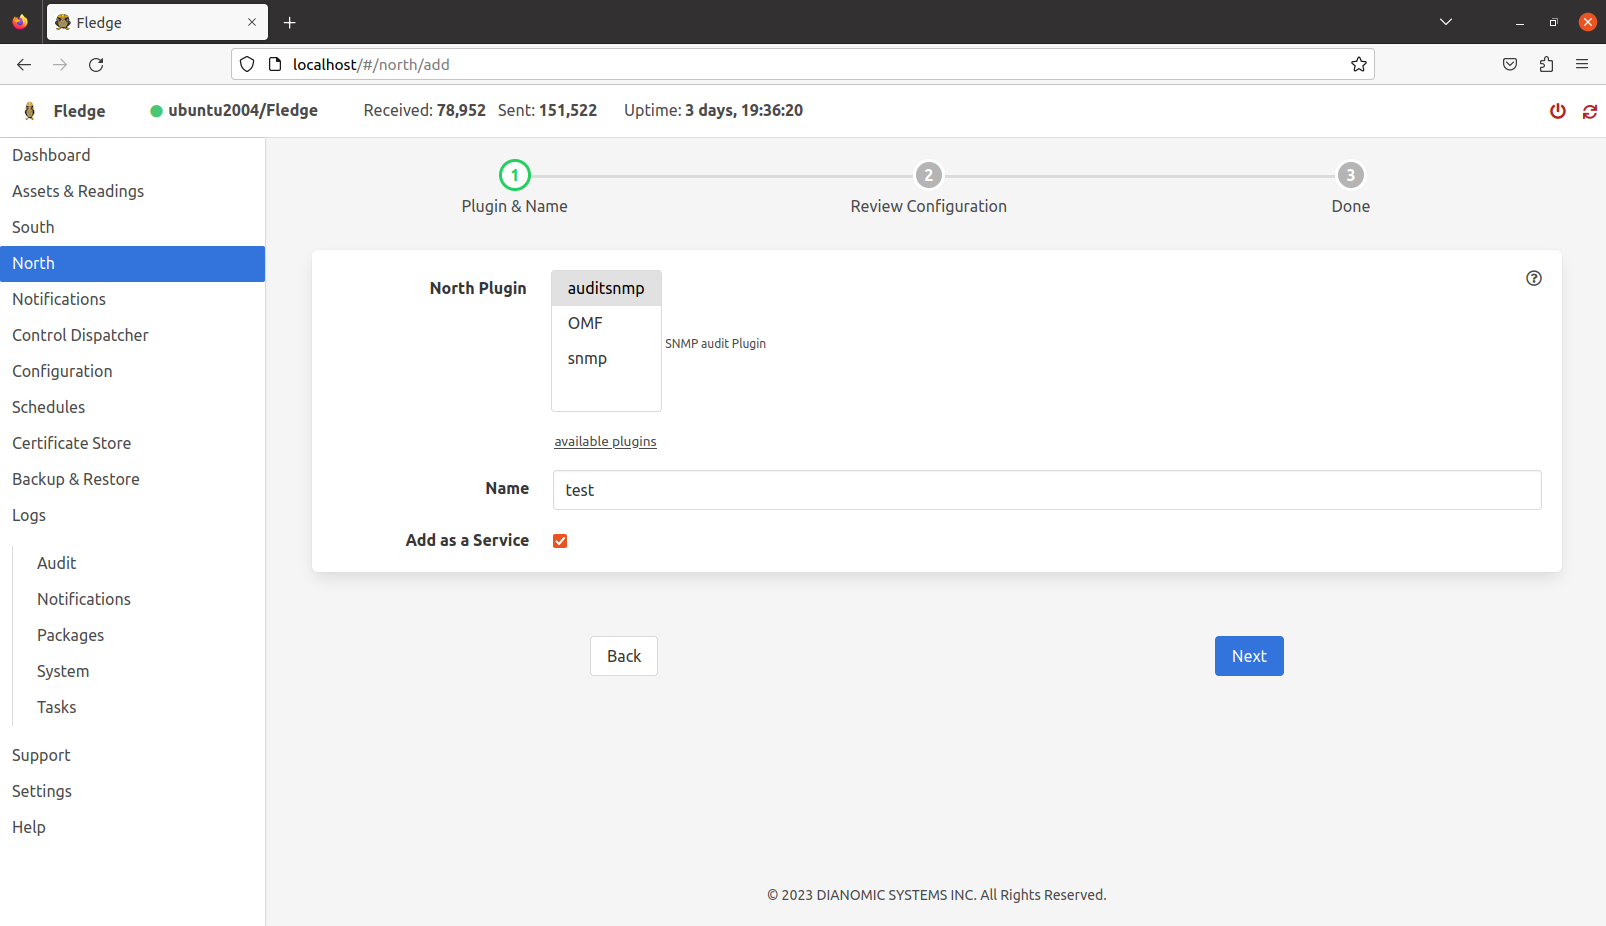 Fledge
localhost/#/north/add
Fledge
ubuntu2004/Fledge
Received: 78,952 Sent: 151,522 Uptime: 3 days, 19:36:20
Dashboard
Assets & Readings
South
North
Notifications
Control Dispatcher
Configuration
Schedules
Certificate Store
Backup & Restore
Logs
Audit
Notifications
Packages
System
Tasks
Support
Settings
Help
1
Plugin & Name
2
Review Configuration
3
Done
North Plugin
auditsnmp
OMF
snmp
SNMP audit Plugin
available plugins
Name
test
Add as a Service
Back
Next
© 2023 DIANOMIC SYSTEMS INC. All Rights Reserved.